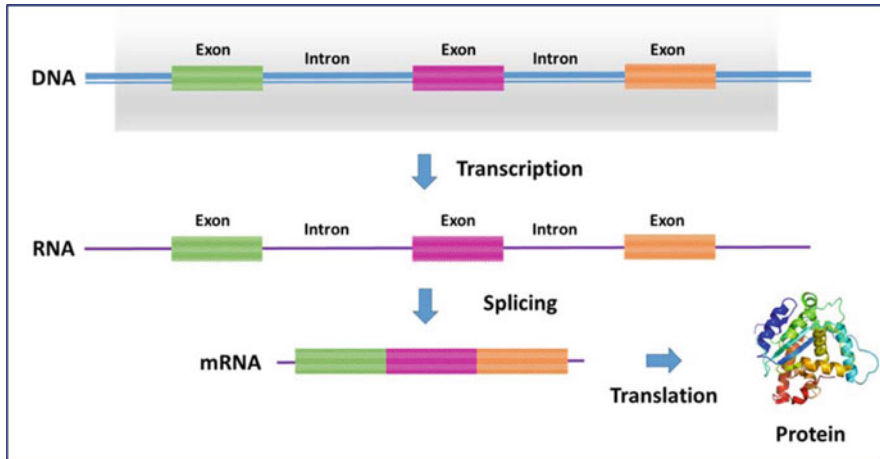 Exon
Intron
Exon
Intron
Exon
DNA
Transcription
Exon
Intron
Exon
Intron
Exon
RNA
Splicing
mRNA
Translation
Protein